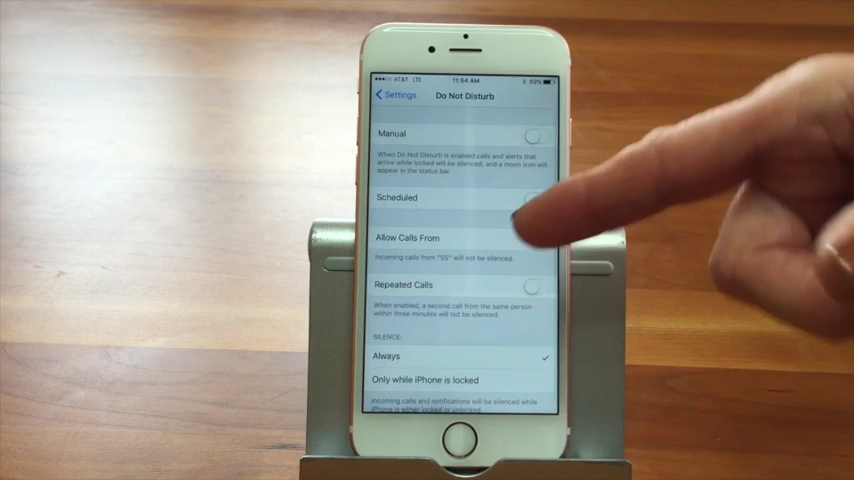 AT&T LTE 11:54 AM 69%
Settings Do Not Disturb
Manual
When Do Not Disturb is enabled calls and alerts that
arrive while locked will be silenced, and a moon icon will
appear in the status bar.
Scheduled
Allow Calls From
Incoming calls from "SS" will not be silenced.
Repeated Calls
When enabled, a second call from the same person
within three minutes will not be silenced.
SILENCE:
Always
Only while iPhone is locked
Incoming calls and notifications will be silenced while
iPhone is either locked or unlocked.